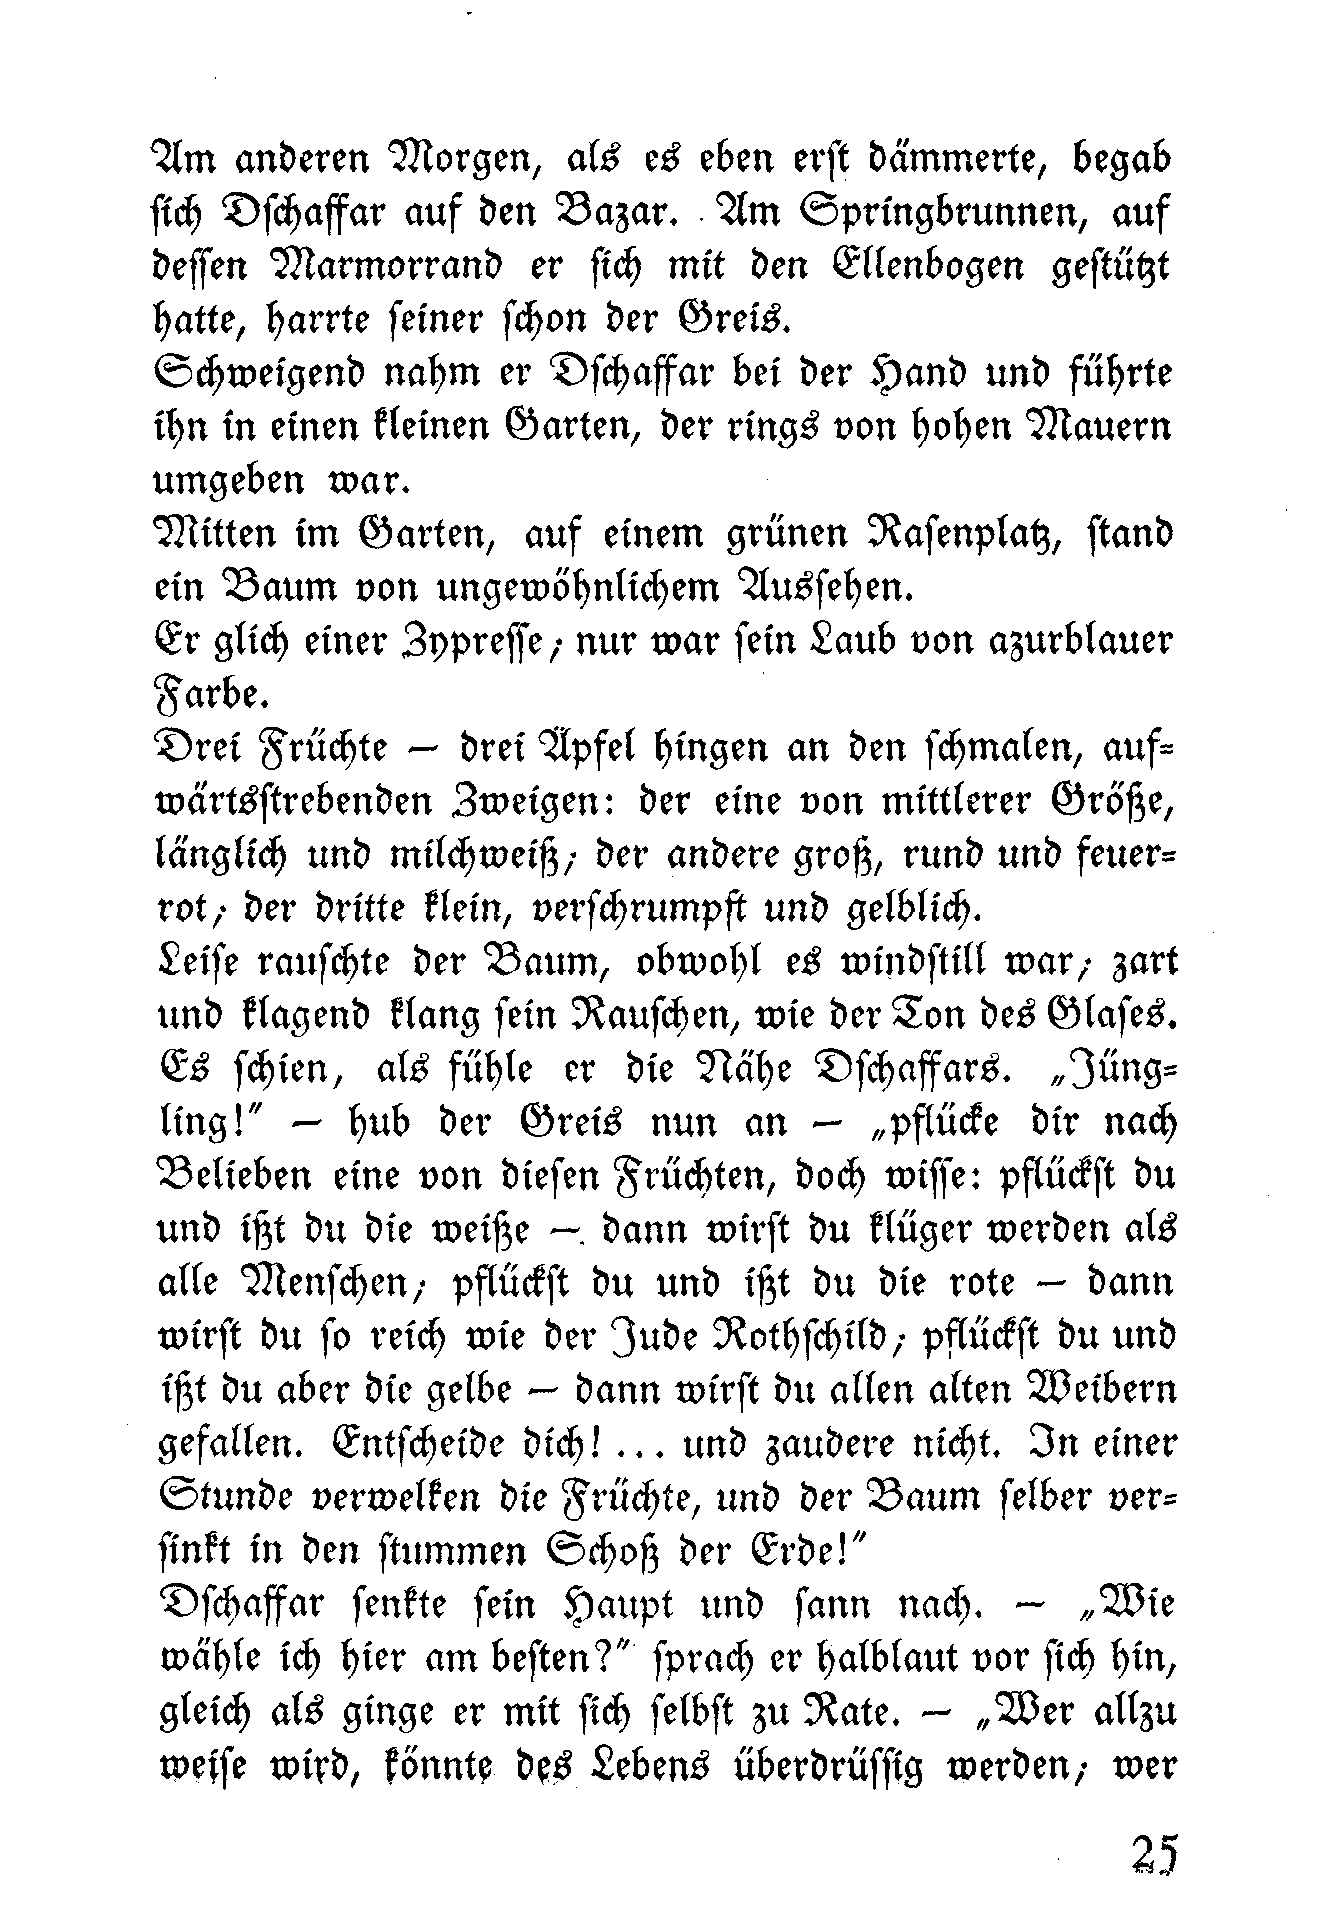 Am anderen Morgen, als es eben erst dämmerte, begab
sich Dschaffar auf den Bazar. Am Springbrunnen, auf
dessen Marmorrand er sich mit den Ellenbogen gestützt
hatte, harrte seiner schon der Greis.
Schweigend nahm er Dschaffar bei der Hand und führte
ihn in einen kleinen Garten, der rings von hohen Mauern
umgeben war.
Mitten im Garten, auf einem grünen Rasenplatz, stand
ein Baum von ungewöhnlichem Aussehen.
Er glich einer Zypresse; nur war sein Laub von azurblauer
Farbe.
Drei Früchte — drei Äpfel hingen an den schmalen, auf-
wärtsstrebenden Zweigen: der eine von mittlerer Größe,
länglich und milchweiß; der andere groß, rund und feuer-
rot; der dritte klein, verschrumpft und gelblich.
Leise rauschte der Baum, obwohl es windstill war; zart
und klagend klang sein Rauschen, wie der Ton des Glases.
Es schien, als fühle er die Nähe Dschaffars. „Jüng-
ling!“ — hub der Greis nun an — „pflücke dir nach
Belieben eine von diesen Früchten, doch wisse: pflückst du
und ißt du die weiße — dann wirst du klüger werden als
alle Menschen; pflückst du und ißt du die rote — dann
wirst du so reich wie der Jude Rothschild; pflückst du und
ißt du aber die gelbe — dann wirst du allen alten Weibern
gefallen. Entscheide dich! ... und zaudere nicht. In einer
Stunde verwelken die Früchte, und der Baum selber ver-
sinkt in den stummen Schoß der Erde!“
Dschaffar senkte sein Haupt und sann nach. — „Wie
wähle ich hier am besten?“ sprach er halblaut vor sich hin,
gleich als ginge er mit sich selbst zu Rate. — „Wer allzu
weise wird, könnte des Lebens überdrüssig werden; wer
25